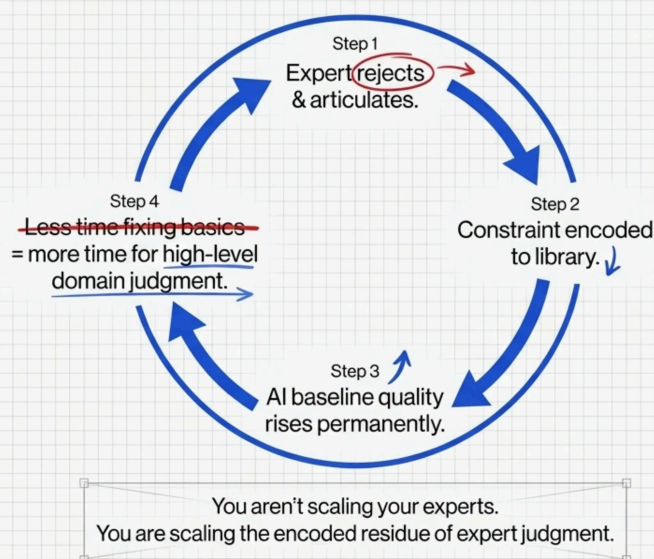 Step 1
Expert rejects
& articulates.
Step 2
Constraint encoded
to library.
Step 3
AI baseline quality
rises permanently.
Step 4
Less time fixing basics
= more time for high-level
domain judgment.
You aren't scaling your experts.
You are scaling the encoded residue of expert judgment.